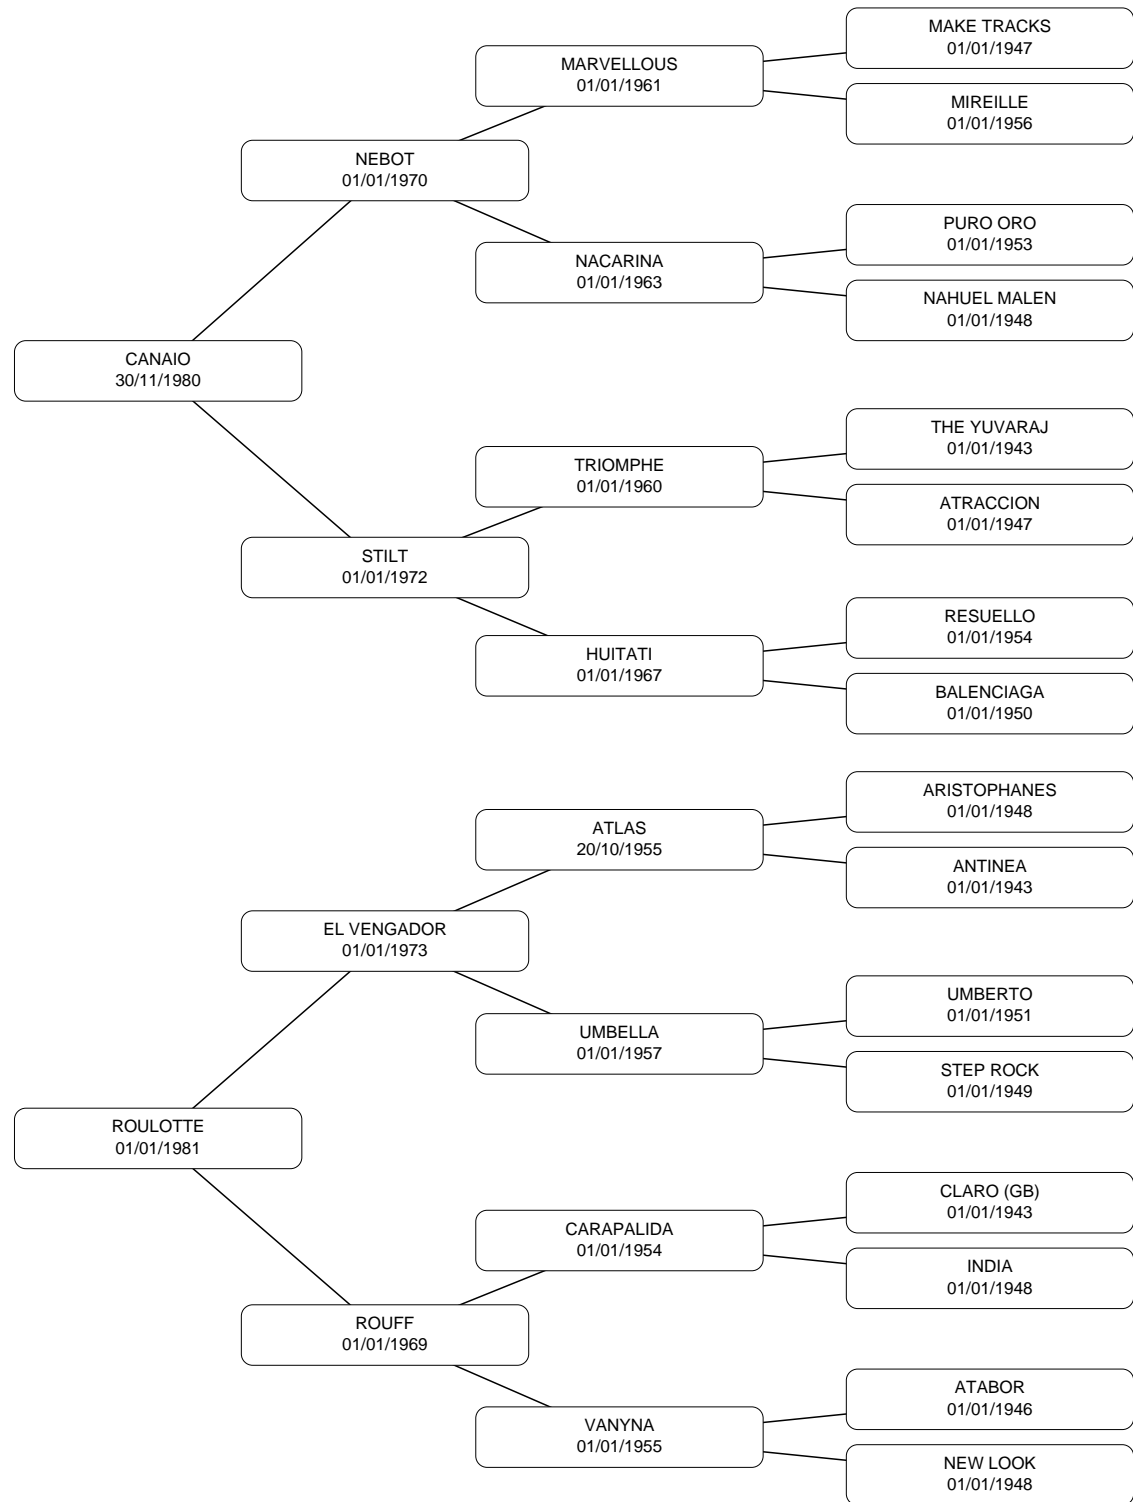 MAKE TRACKS
01/01/1947
MARVELLOUS
01/01/1961
MIREILLE
01/01/1956
NEBOT
01/01/1970
PURO ORO
01/01/1953
NACARINA
01/01/1963
NAHUEL MALEN
01/01/1948
CANAIO
30/11/1980
THE YUVARAJ
01/01/1943
TRIOMPHE
01/01/1960
ATRACCION
01/01/1947
STILT
01/01/1972
RESUELLO
01/01/1954
HUITATI
01/01/1967
BALENCIAGA
01/01/1950
ARISTOPHANES
01/01/1948
ATLAS
20/10/1955
ANTINEA
01/01/1943
EL VENGADOR
01/01/1973
UMBERTO
01/01/1951
UMBELLA
01/01/1957
STEP ROCK
01/01/1949
ROULOTTE
01/01/1981
CLARO (GB)
01/01/1943
CARAPALIDA
01/01/1954
INDIA
01/01/1948
ROUFF
01/01/1969
ATABOR
01/01/1946
VANYNA
01/01/1955
NEW LOOK
01/01/1948